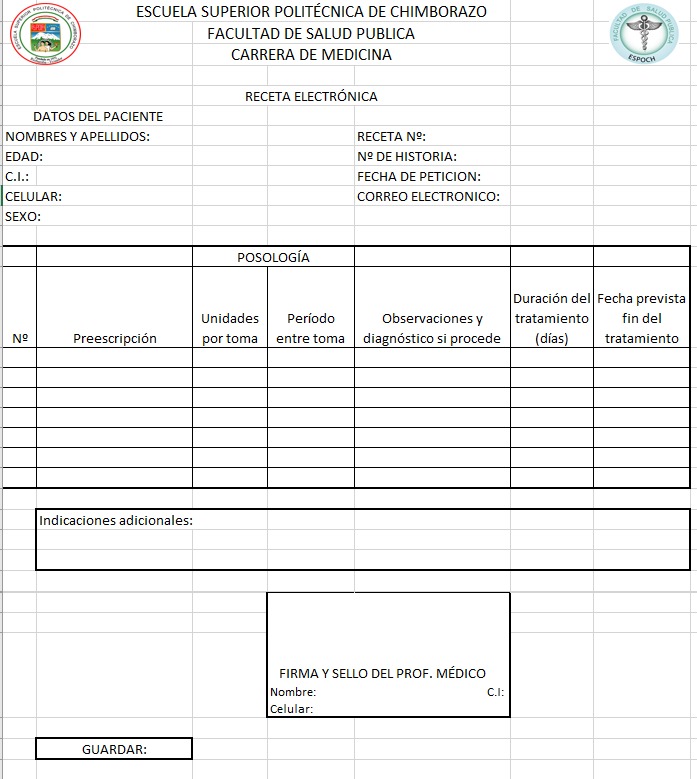 ESCUELA SUPERIOR POLITÉCNICA DE CHIMBORAZO
FACULTAD DE SALUD PUBLICA
CARRERA DE MEDICINA
ESCUELA SUPERIOR POLITÉCNICA DE CHIMBORAZO
FACULTAD DE SALUD PUBLICA
ESPOCH
RECETA ELECTRÓNICA
DATOS DEL PACIENTE
NOMBRES Y APELLIDOS: RECETA Nº:
EDAD: Nº DE HISTORIA:
C.I.: FECHA DE PETICION:
CELULAR: CORREO ELECTRONICO:
SEXO:
POSOLOGÍA
Nº
Preescripción
Unidades
por toma
Período
entre toma
Observaciones y
diagnóstico si procede
Duración del
tratamiento
(días)
Fecha prevista
fin del
tratamiento
Indicaciones adicionales:
FIRMA Y SELLO DEL PROF. MÉDICO
Nombre: C.I:
Celular:
GUARDAR: